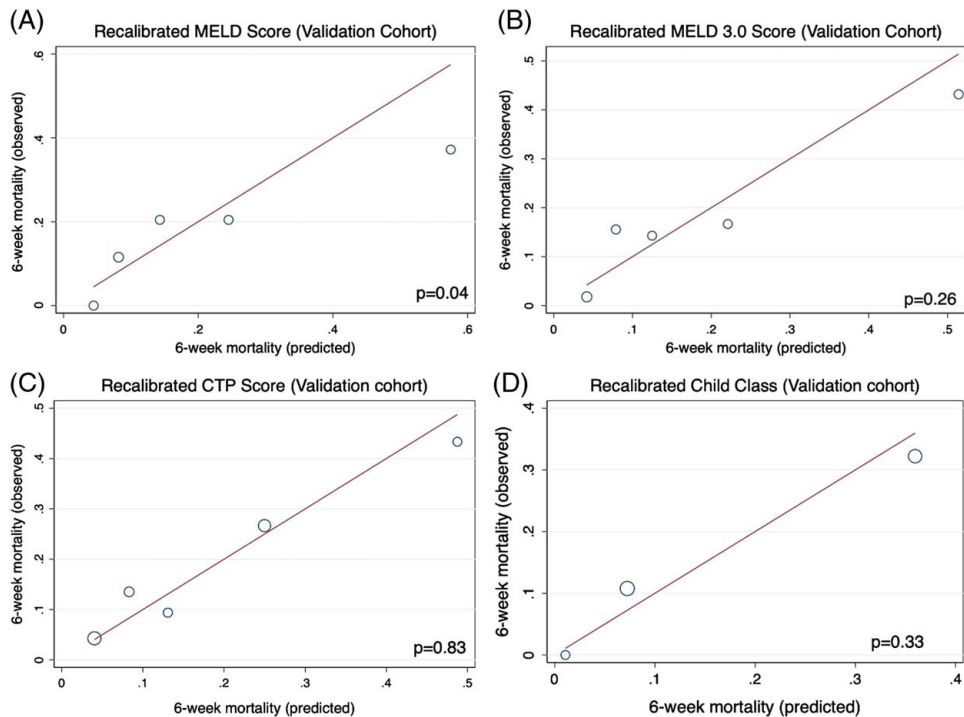 (A)
Recalibrated MELD Score (Validation Cohort)
6-week mortality (observed)
.6
.4
.2
0
p=0.04
0 .2 .4 .6
6-week mortality (predicted)
(B)
Recalibrated MELD 3.0 Score (Validation Cohort)
6-week mortality (observed)
.5
.4
.3
.2
.1
0
p=0.26
0 .1 .2 .3 .4 .5
6-week mortality (predicted)
(C)
Recalibrated CTP Score (Validation cohort)
6-week mortality (observed)
.5
.4
.3
.2
.1
0
p=0.83
0 .1 .2 .3 .4 .5
6-week mortality (predicted)
(D)
Recalibrated Child Class (Validation cohort)
6-week mortality (observed)
.4
.3
.2
.1
0
p=0.33
0 .1 .2 .3 .4
6-week mortality (predicted)